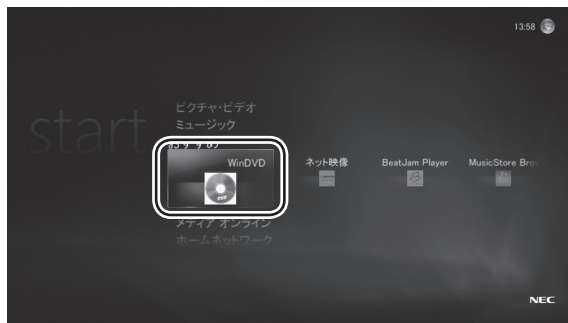 13:58
start
ピクチャ・ビデオ
ミュージック
WinDVD
ネット映像
BeatJam Player
MusicStore Brow
メディア オンライン
ホームネットワーク
NEC